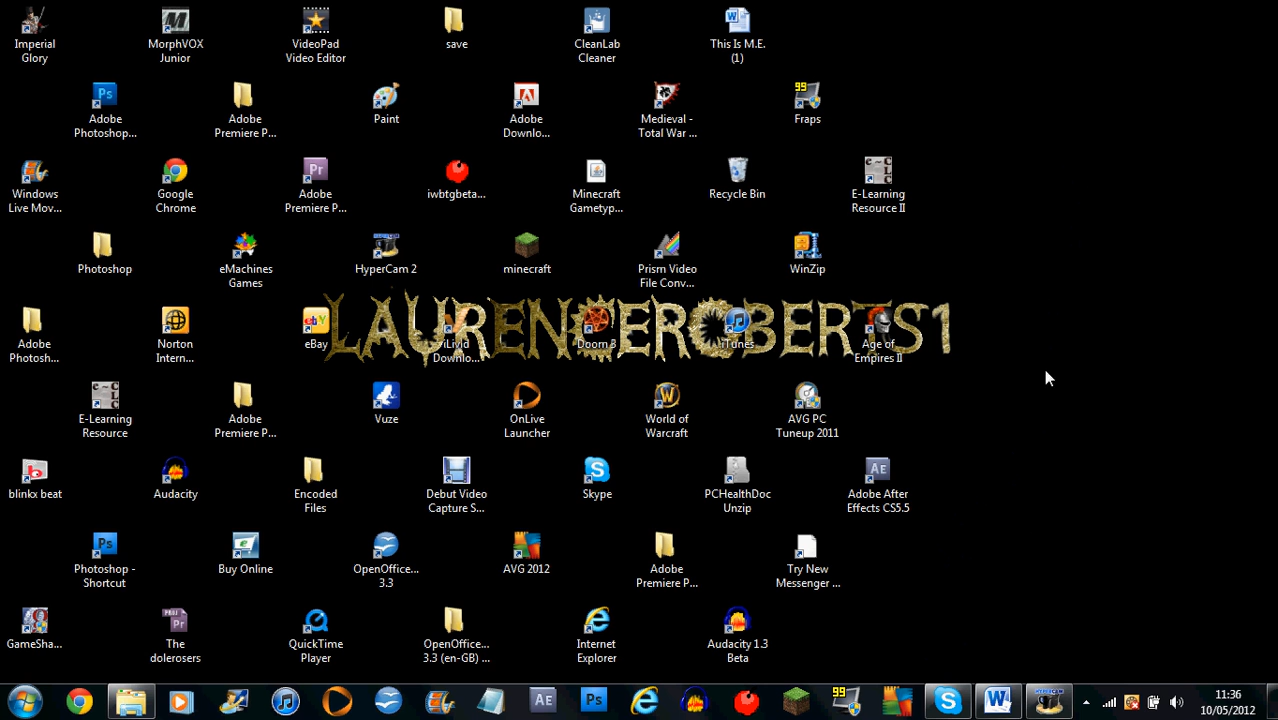 Imperial
Glory
MorphVOX
Junior
VideoPad
Video Editor
save
CleanLab
Cleaner
This Is M.E.
(1)
Adobe
Photoshop...
Adobe
Premiere P...
Paint
Adobe
Downlo...
Medieval -
Total War ...
99
Fraps
Windows
Live Mov...
Google
Chrome
Adobe
Premiere P...
iwbtgbeta...
Minecraft
Gametyp...
Recycle Bin
E-Learning
Resource II
Photoshop
eMachines
Games
HyperCam 2
minecraft
Prism Video
File Conv...
WinZip
LAURENCEROBERTS1
Adobe
Photosh...
Norton
Intern...
eBay
iLivid
Downlo...
Doom 3
iTunes
Age of
Empires II
E-Learning
Resource
Adobe
Premiere P...
Vuze
OnLive
Launcher
World of
Warcraft
AVG PC
Tuneup 2011
blinkx beat
Audacity
Encoded
Files
Debut Video
Capture S...
Skype
PCHealthDoc
Unzip
Adobe After
Effects CS5.5
Photoshop -
Shortcut
Buy Online
OpenOffice...
3.3
AVG 2012
Adobe
Premiere P...
Try New
Messenger ...
GameSha...
The
dolerosers
QuickTime
Player
OpenOffice...
3.3 (en-GB) ...
Internet
Explorer
Audacity 1.3
Beta
11:36
10/05/2012